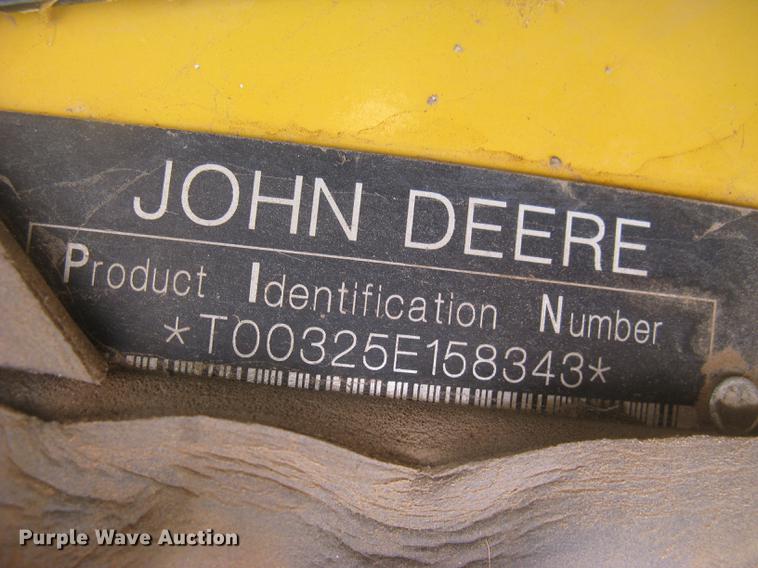 JOHN DEERE
Product Identification Number
*T00325E158343*
Purple Wave Auction